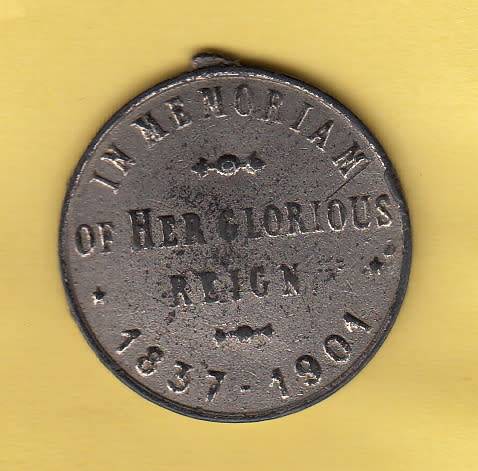 IN MEMORIAM
OF HER GLORIOUS
REIGN
1837-1901